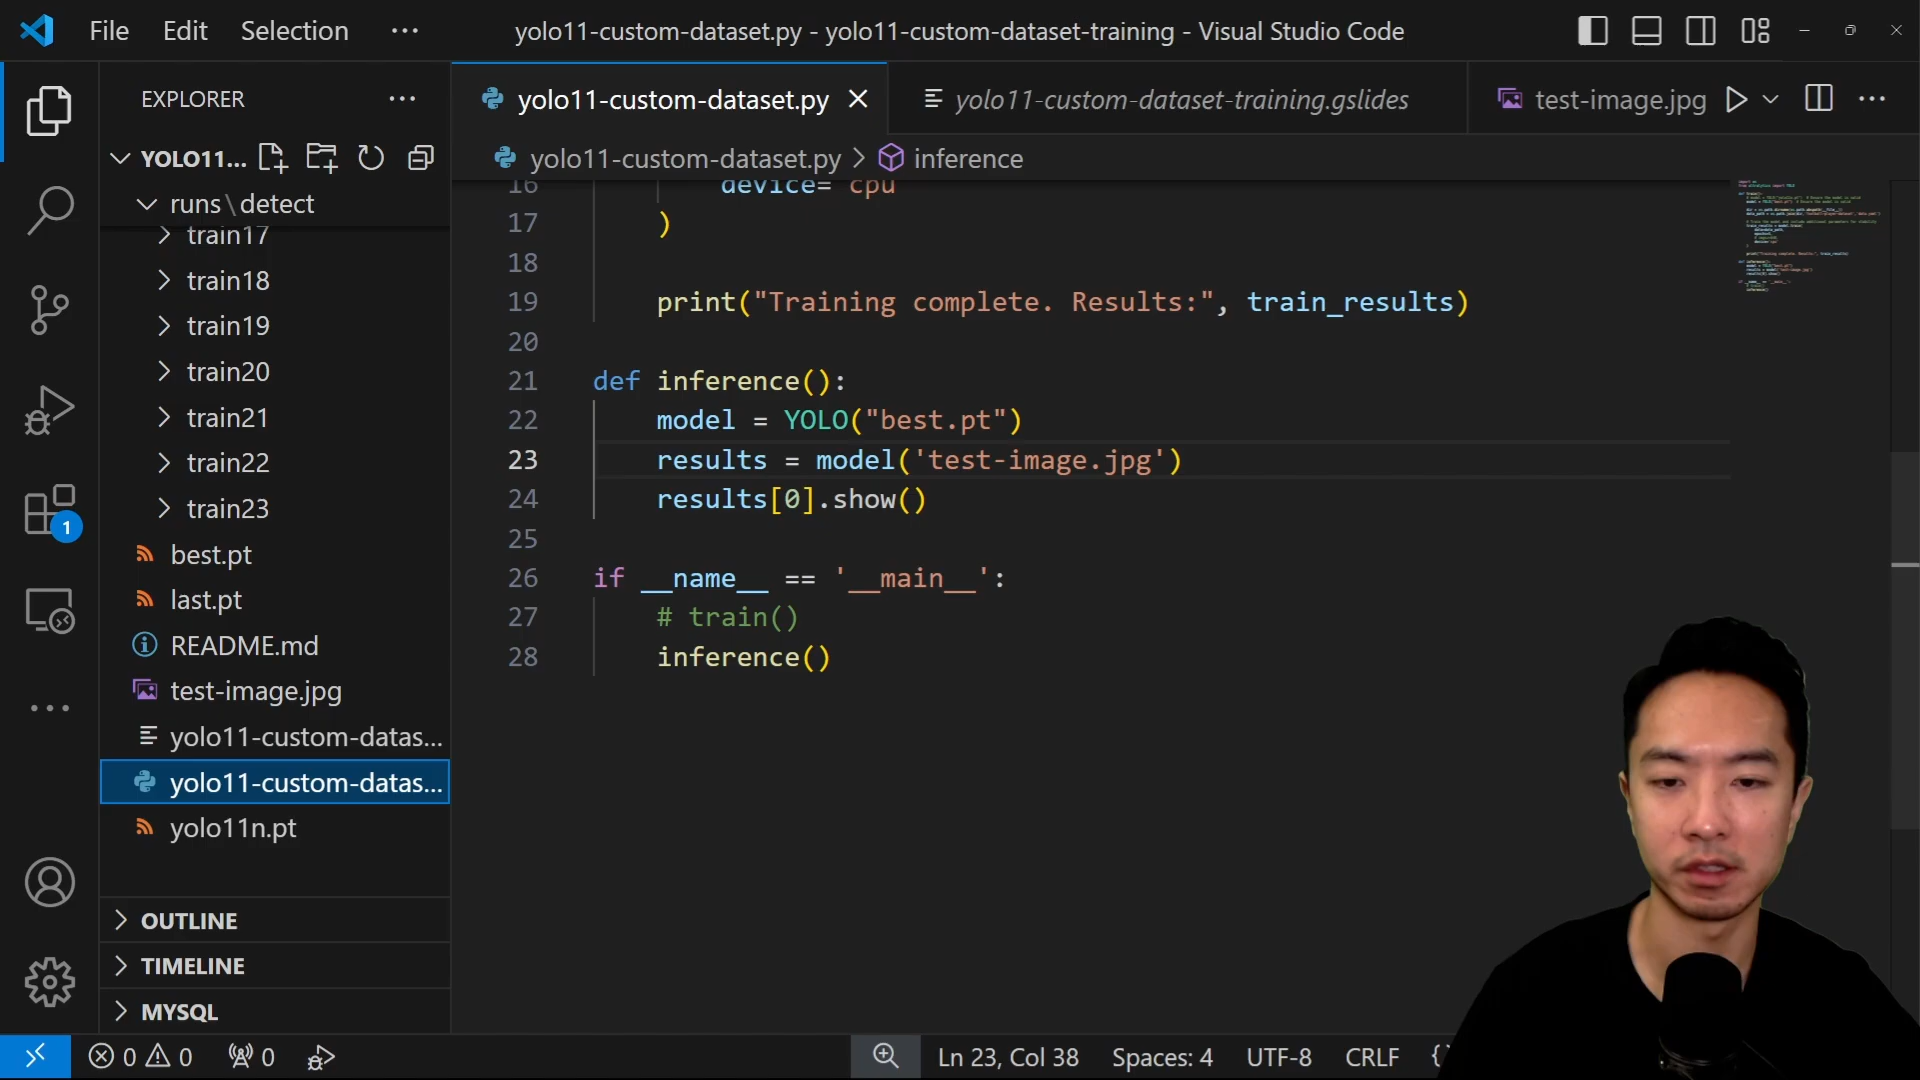 File Edit Selection ···
yolo11-custom-dataset.py - yolo11-custom-dataset-training - Visual Studio Code
EXPLORER
YOLO11...
runs\detect
train17
train18
train19
train20
train21
train22
train23
best.pt
last.pt
README.md
test-image.jpg
yolo11-custom-datas...
yolo11-custom-datas...
yolo11n.pt
OUTLINE
TIMELINE
MYSQL
1
yolo11-custom-dataset.py
yolo11-custom-dataset-training.gslides
test-image.jpg
yolo11-custom-dataset.py > inference
16 device= cpu
17 )
18
19 print("Training complete. Results:", train_results)
20
21 def inference():
22 model = YOLO("best.pt")
23 results = model('test-image.jpg')
24 results[0].show()
25
26 if __name__ == '__main__':
27 # train()
28 inference()
0 0 0
Ln 23, Col 38 Spaces: 4 UTF-8 CRLF {